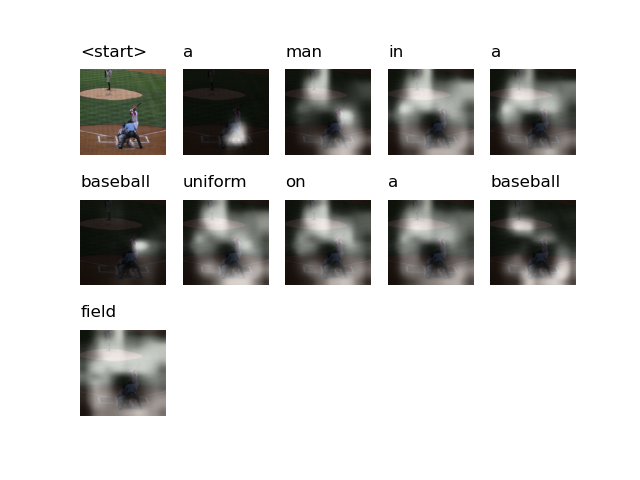 <start> a man in a
baseball uniform on a baseball
field